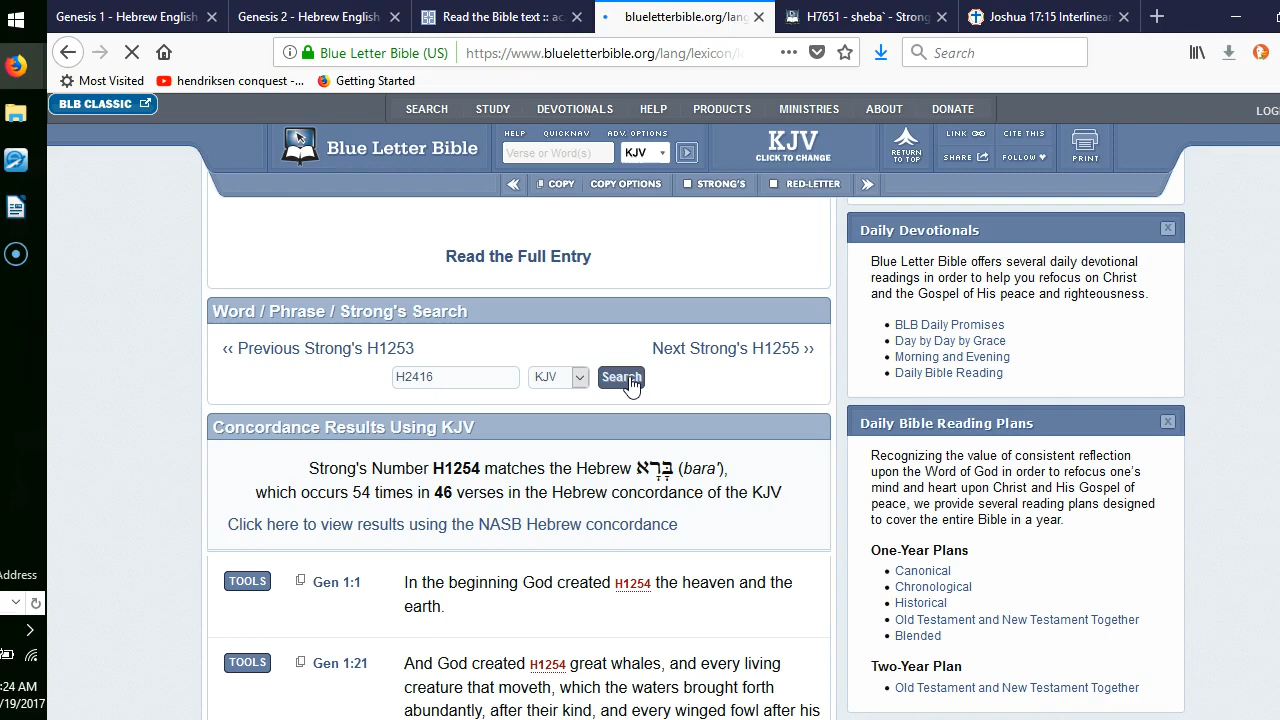 Genesis 1 - Hebrew English
Genesis 2 - Hebrew English
Read the Bible text :: ac
blueletterbible.org/lang
H7651 - sheba` - Strong
Joshua 17:15 Interlinear
Blue Letter Bible (US)
https://www.blueletterbible.org/lang/lexicon/
Search
Most Visited
hendriksen conquest -...
Getting Started
BLB CLASSIC
SEARCH STUDY DEVOTIONALS HELP PRODUCTS MINISTRIES ABOUT DONATE
LOG
Blue Letter Bible
HELP QUICKNAV ADV. OPTIONS
Verse or Word(s)
KJV
KJV
CLICK TO CHANGE
RETURN
TO TOP
LINK
CITE THIS
SHARE
FOLLOW
PRINT
COPY COPY OPTIONS STRONG'S RED-LETTER
Read the Full Entry
Word / Phrase / Strong's Search
‹‹ Previous Strong's H1253
Next Strong's H1255 ››
H2416
KJV
Search
Concordance Results Using KJV
Strong's Number H1254 matches the Hebrew בָּרָא (bara'),
which occurs 54 times in 46 verses in the Hebrew concordance of the KJV
Click here to view results using the NASB Hebrew concordance
TOOLS
Gen 1:1
In the beginning God created H1254 the heaven and the
earth.
TOOLS
Gen 1:21
And God created H1254 great whales, and every living
creature that moveth, which the waters brought forth
abundantly, after their kind, and every winged fowl after his
Daily Devotionals
Blue Letter Bible offers several daily devotional
readings in order to help you refocus on Christ
and the Gospel of His peace and righteousness.
BLB Daily Promises
Day by Day by Grace
Morning and Evening
Daily Bible Reading
Daily Bible Reading Plans
Recognizing the value of consistent reflection
upon the Word of God in order to refocus one's
mind and heart upon Christ and His Gospel of
peace, we provide several reading plans designed
to cover the entire Bible in a year.
One-Year Plans
Canonical
Chronological
Historical
Old Testament and New Testament Together
Blended
Two-Year Plan
Old Testament and New Testament Together
Address
:24 AM
/19/2017